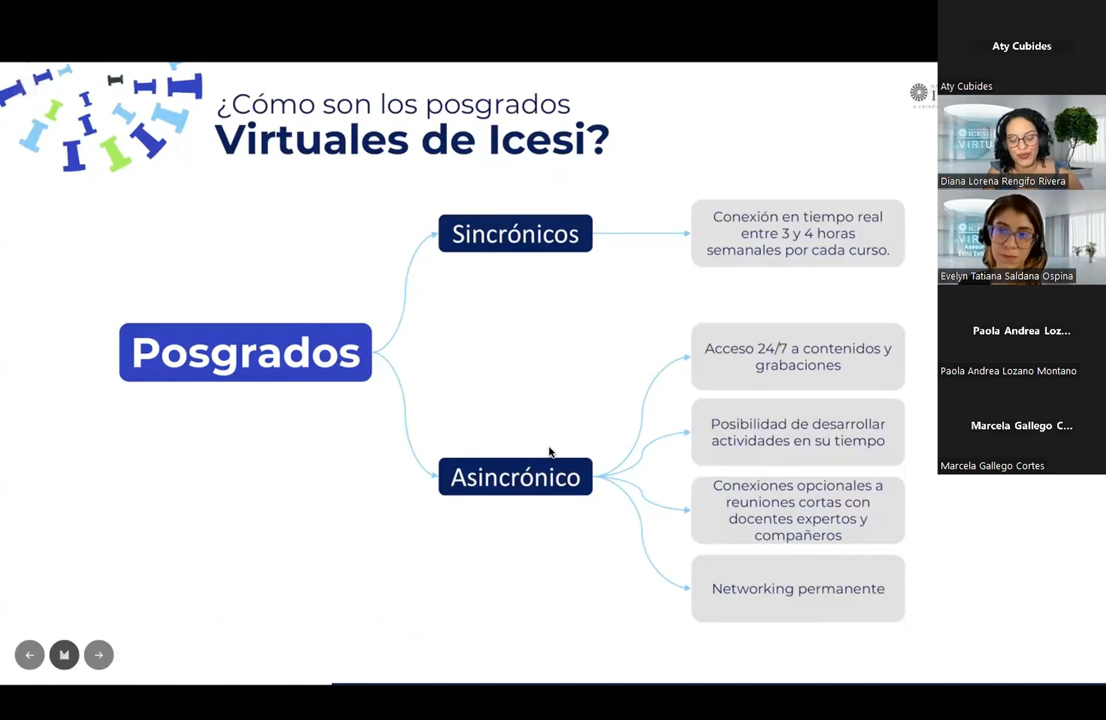 ¿Cómo son los posgrados
Virtuales de Icesi?
Posgrados
Sincrónicos
Conexión en tiempo real
entre 3 y 4 horas
semanales por cada curso.
Asincrónico
Acceso 24/7 a contenidos y
grabaciones
Posibilidad de desarrollar
actividades en su tiempo
Conexiones opcionales a
reuniones cortas con
docentes expertos y
compañeros
Networking permanente
Aty Cubides
Aty Cubides
Diana Lorena Rengifo Rivera
Evelyn Tatiana Saldana Ospina
Paola Andrea Loz...
Paola Andrea Lozano Montano
Marcela Gallego C...
Marcela Gallego Cortes